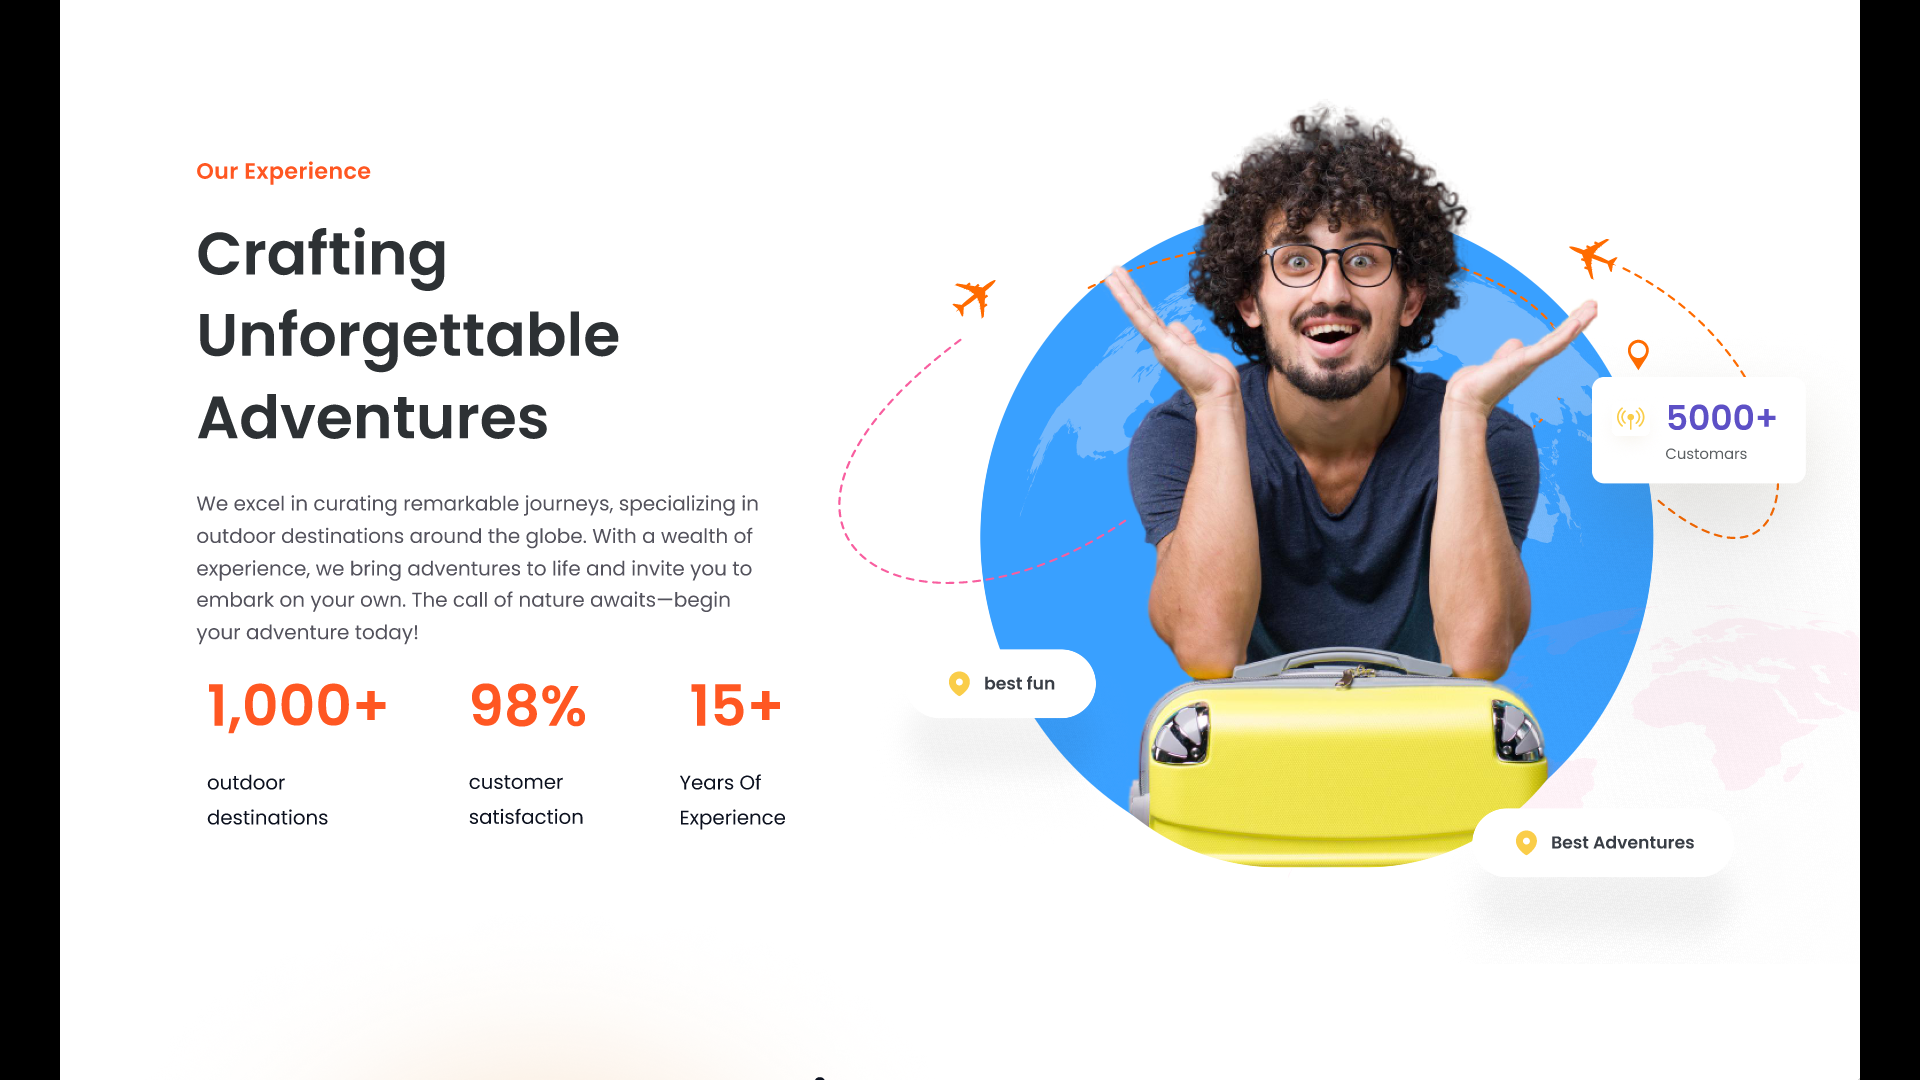 Our Experience
Crafting
Unforgettable
Adventures
We excel in curating remarkable journeys, specializing in
outdoor destinations around the globe. With a wealth of
experience, we bring adventures to life and invite you to
embark on your own. The call of nature awaits—begin
your adventure today!
1,000+
outdoor
destinations
98%
customer
satisfaction
15+
Years Of
Experience
5000+
Customars
best fun
Best Adventures